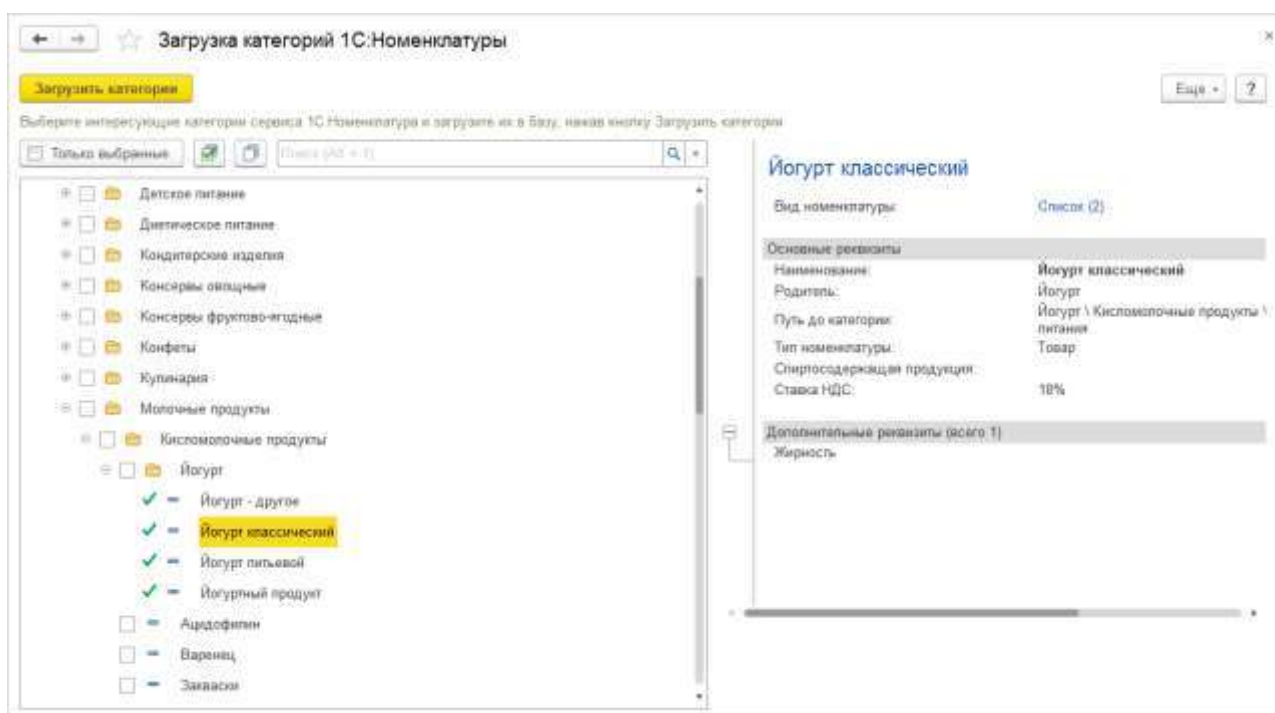 Загрузка категорий 1С:Номенклатуры
Загрузить категории
Еще
?
Выберите интересующие категории сервиса 1С:Номенклатура и загрузите их в базу, нажав кнопку Загрузить категории
Только выбранные
Поиск (Alt + 1)
Детское питание
Диетическое питание
Кондитерские изделия
Консервы овощные
Консервы фруктово-ягодные
Конфеты
Кулинария
Молочные продукты
Кисломолочные продукты
Йогурт
Йогурт - другое
Йогурт классический
Йогурт питьевой
Йогуртный продукт
Ацидофилин
Варенец
Закваски
Йогурт классический
Вид номенклатуры: Список (2)
Основные реквизиты
Наименование: Йогурт классический
Родитель: Йогурт
Путь до категории: Йогурт \ Кисломолочные продукты \
питания
Тип номенклатуры: Товар
Спиртосодержащая продукция:
Ставка НДС: 18%
Дополнительные реквизиты (всего 1)
Жирность